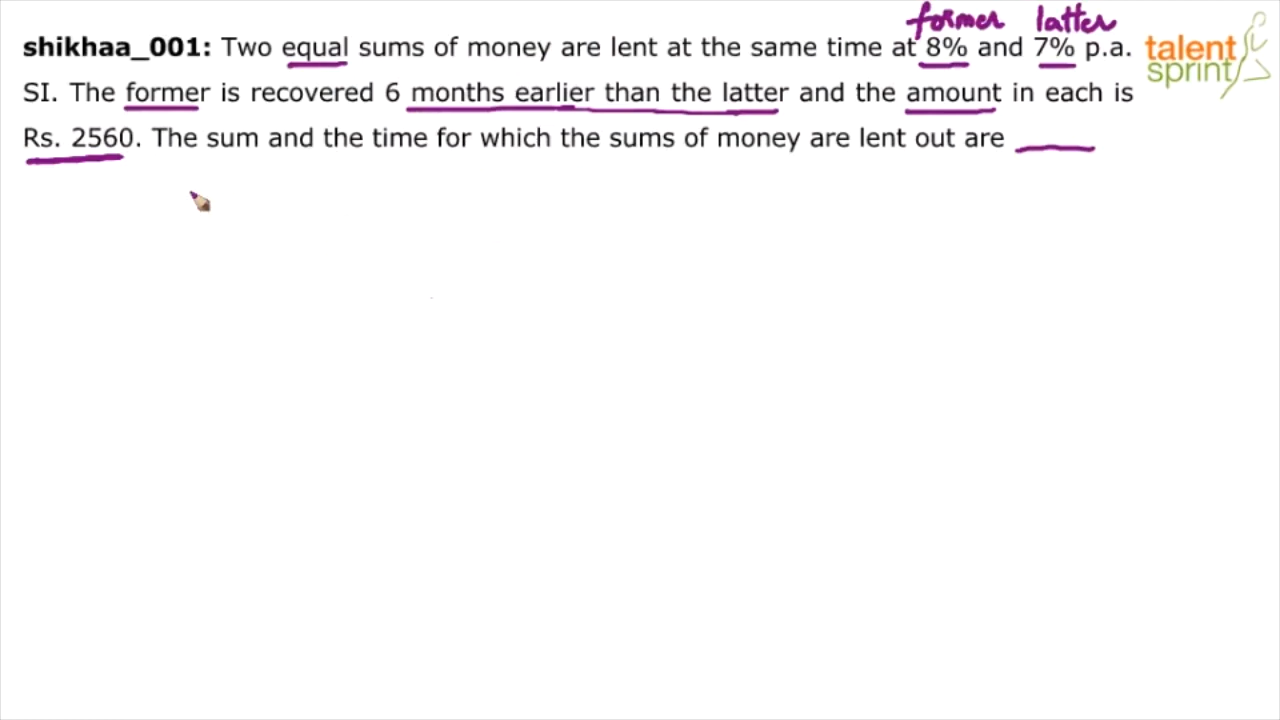 former latter
shikhaa_001: Two equal sums of money are lent at the same time at 8% and 7% p.a.
SI. The former is recovered 6 months earlier than the latter and the amount in each is
Rs. 2560. The sum and the time for which the sums of money are lent out are
talent
sprint